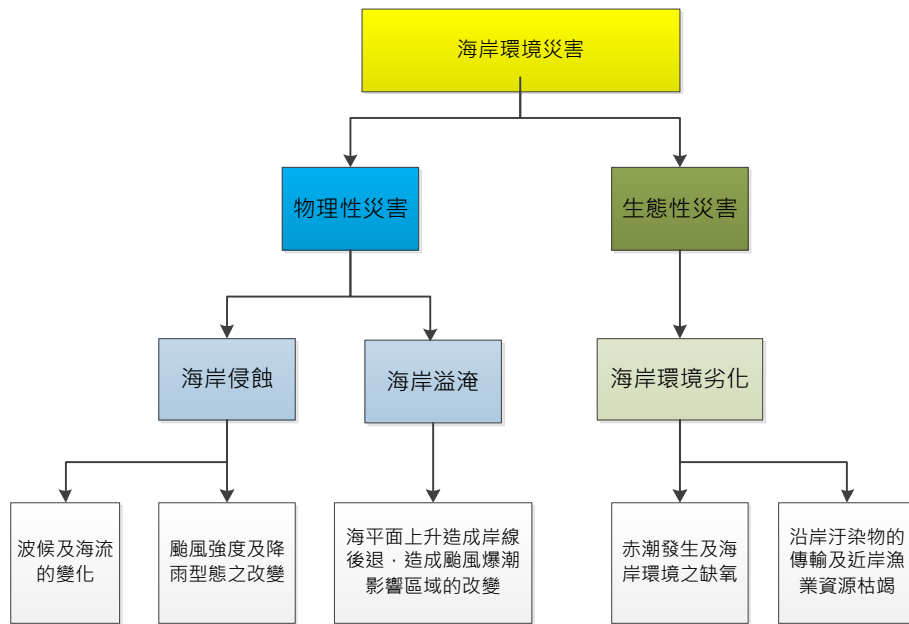 海岸環境災害
物理性災害
生態性災害
海岸侵蝕
海岸溢淹
海岸環境劣化
波候及海流
的變化
颱風強度及降
雨型態之改變
海平面上升造成岸線
後退，造成颱風爆潮
影響區域的改變
赤潮發生及海
岸環境之缺氧
沿岸汙染物的
傳輸及近岸漁
業資源枯竭